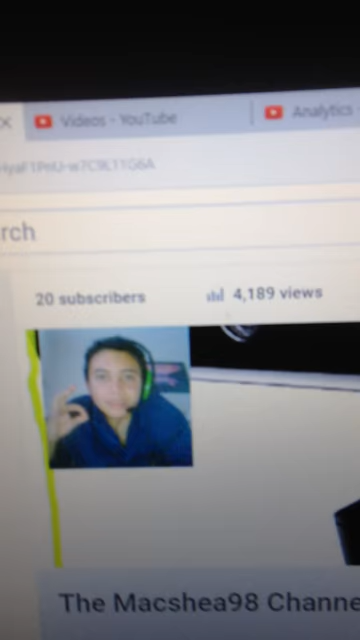 Videos - YouTube
Analytics -
rch
20 subscribers
4,189 views
The Macshea98 Channe